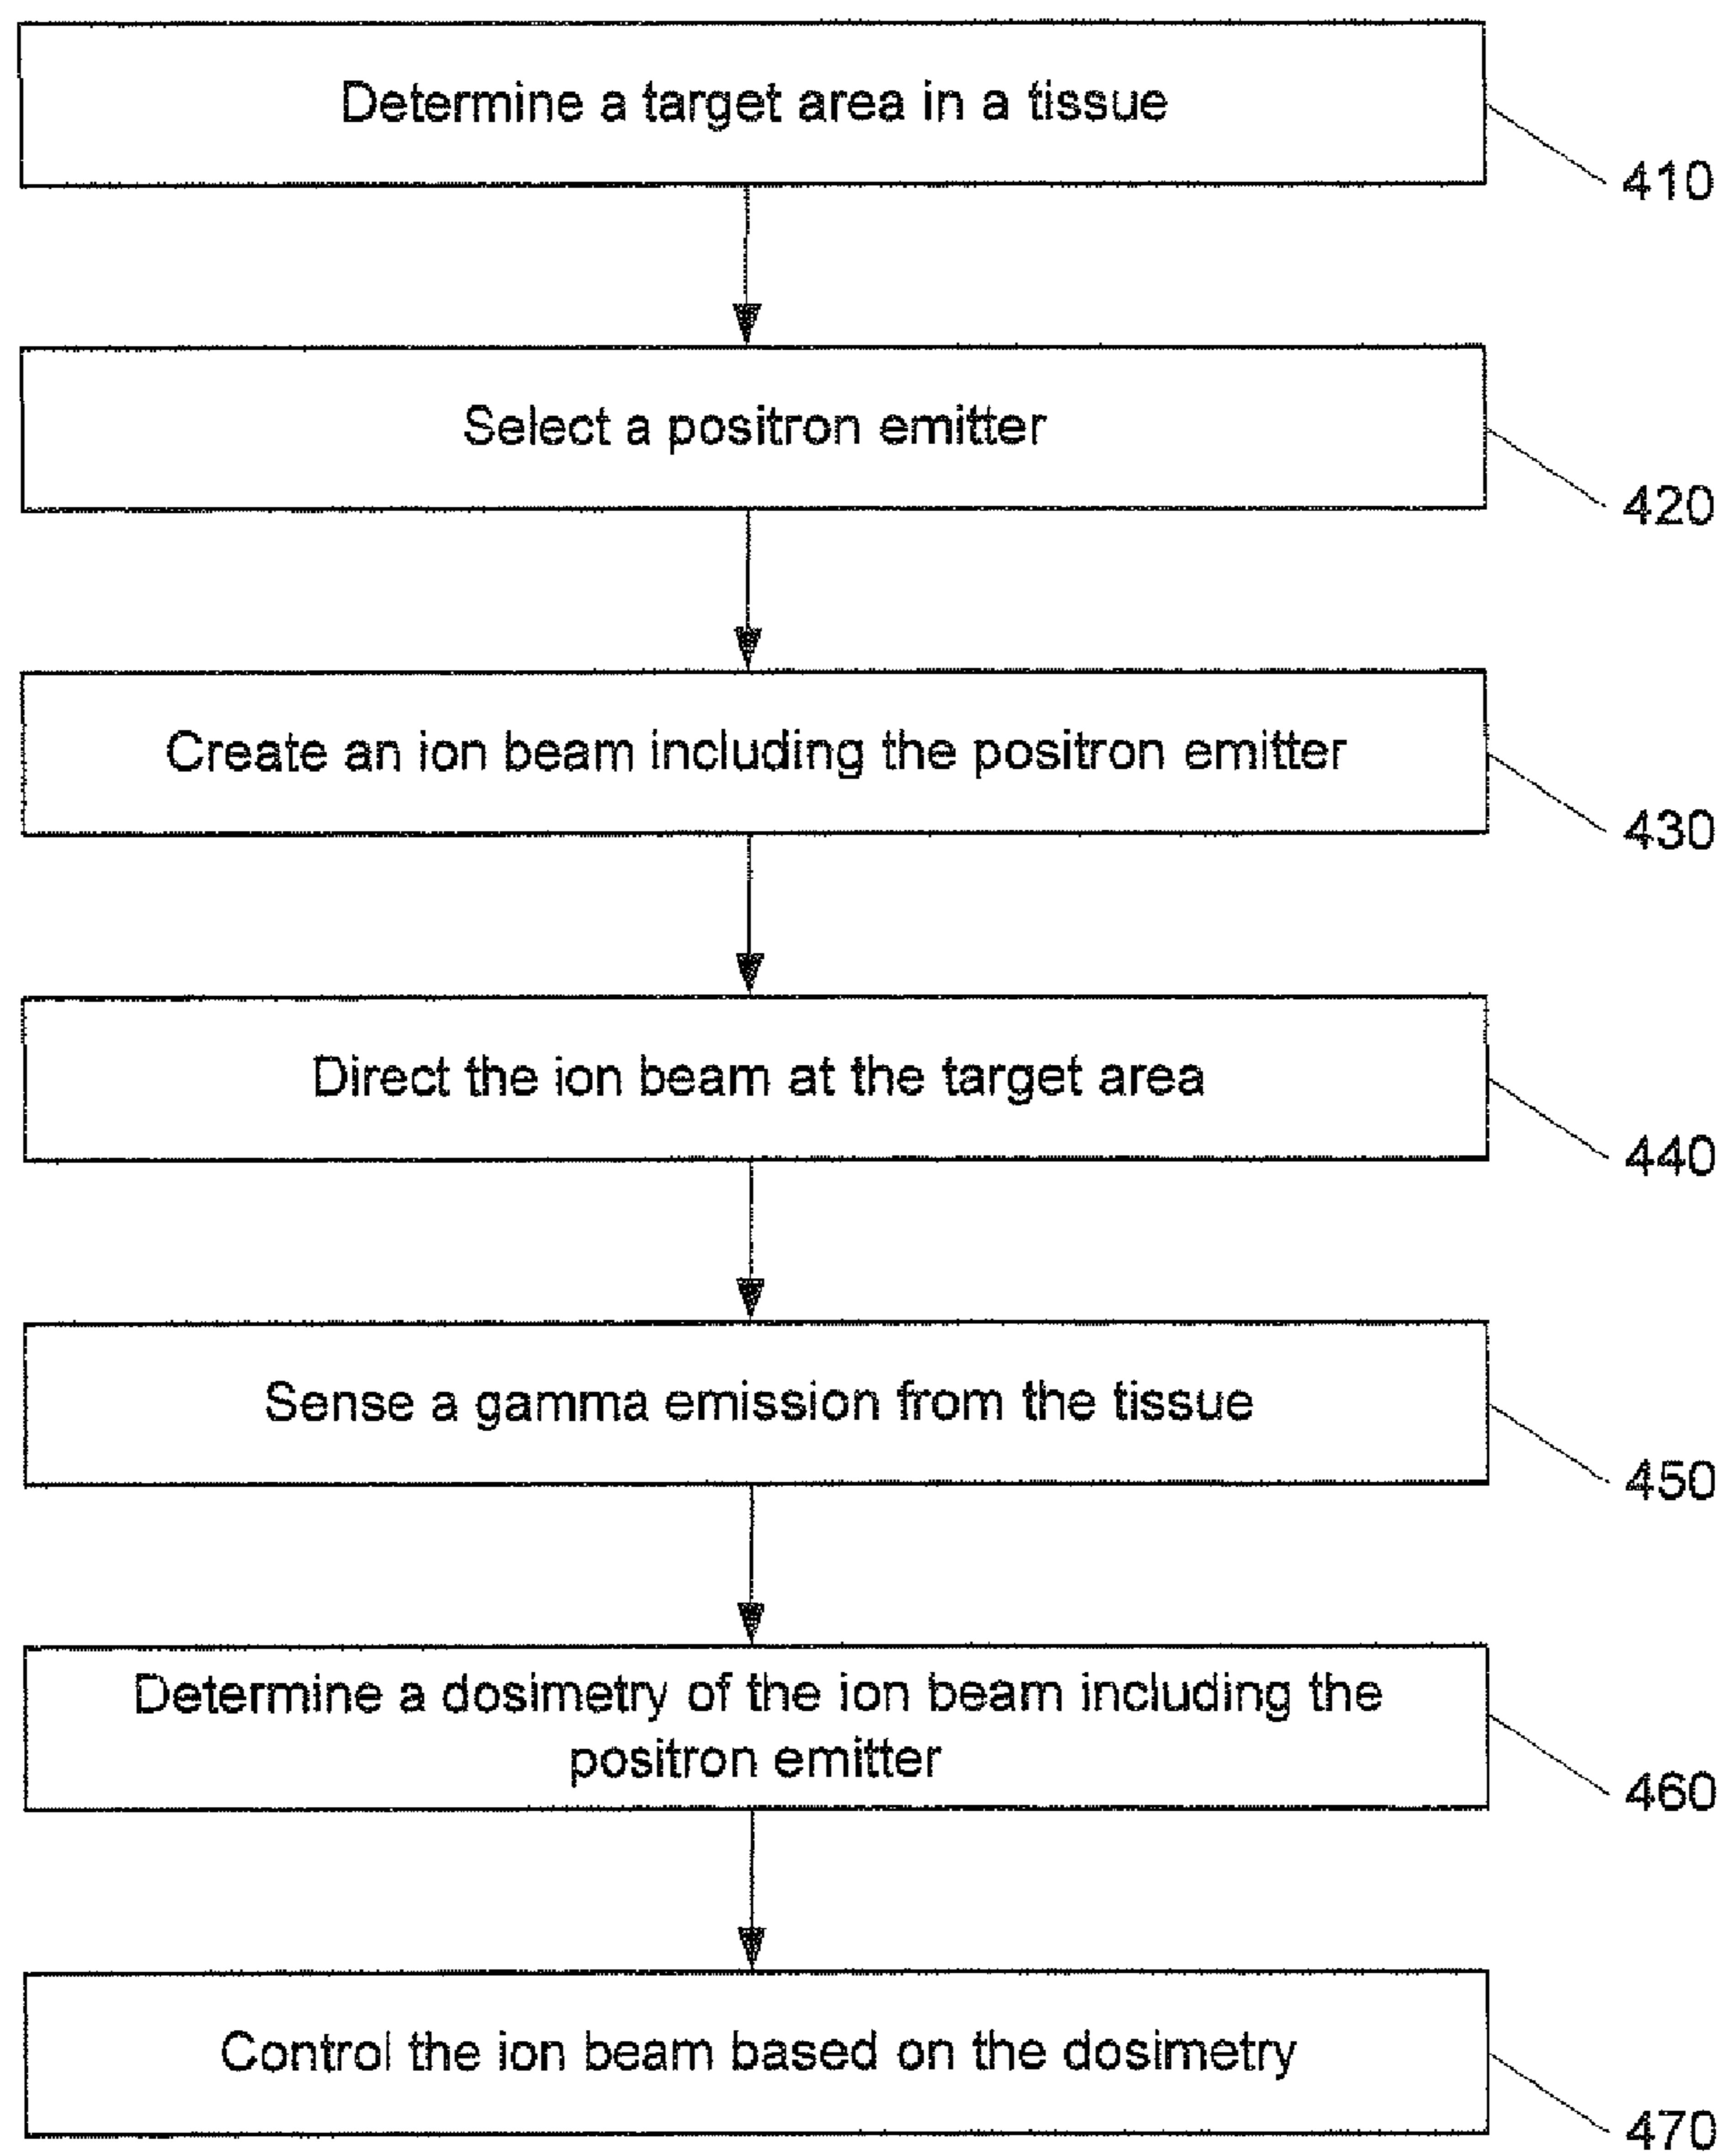 Determine a target area in a tissue
410
Select a positron emitter
420
Create an ion beam including the positron emitter
430
Direct the ion beam at the target area
440
Sense a gamma emission from the tissue
450
Determine a dosimetry of the ion beam including the
positron emitter
460
Control the ion beam based on the dosimetry
470